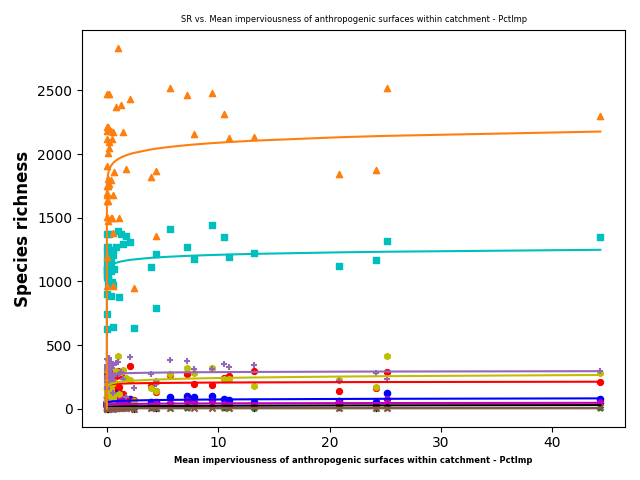 SR vs. Mean imperviousness of anthropogenic surfaces within catchment - PctImp
Species richness
2500
2000
1500
1000
500
0
0 10 20 30 40
Mean imperviousness of anthropogenic surfaces within catchment - PctImp